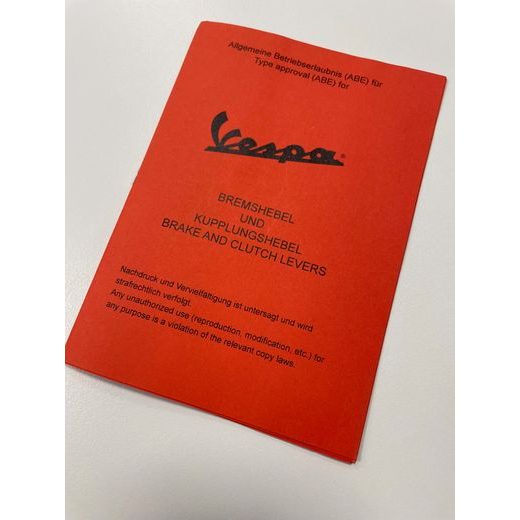 Allgemeine Betriebserlaubnis (ABE) für
Type approval (ABE) for
Vespa
BREMSHEBEL
UND
KUPPLUNGSHEBEL
BRAKE AND CLUTCH LEVERS
Nachdruck und Vervielfältigung ist untersagt und wird
strafrechtlich verfolgt.
Any unauthorized use (reproduction, modification, etc.) for
any purpose is a violation of the relevant copy laws.